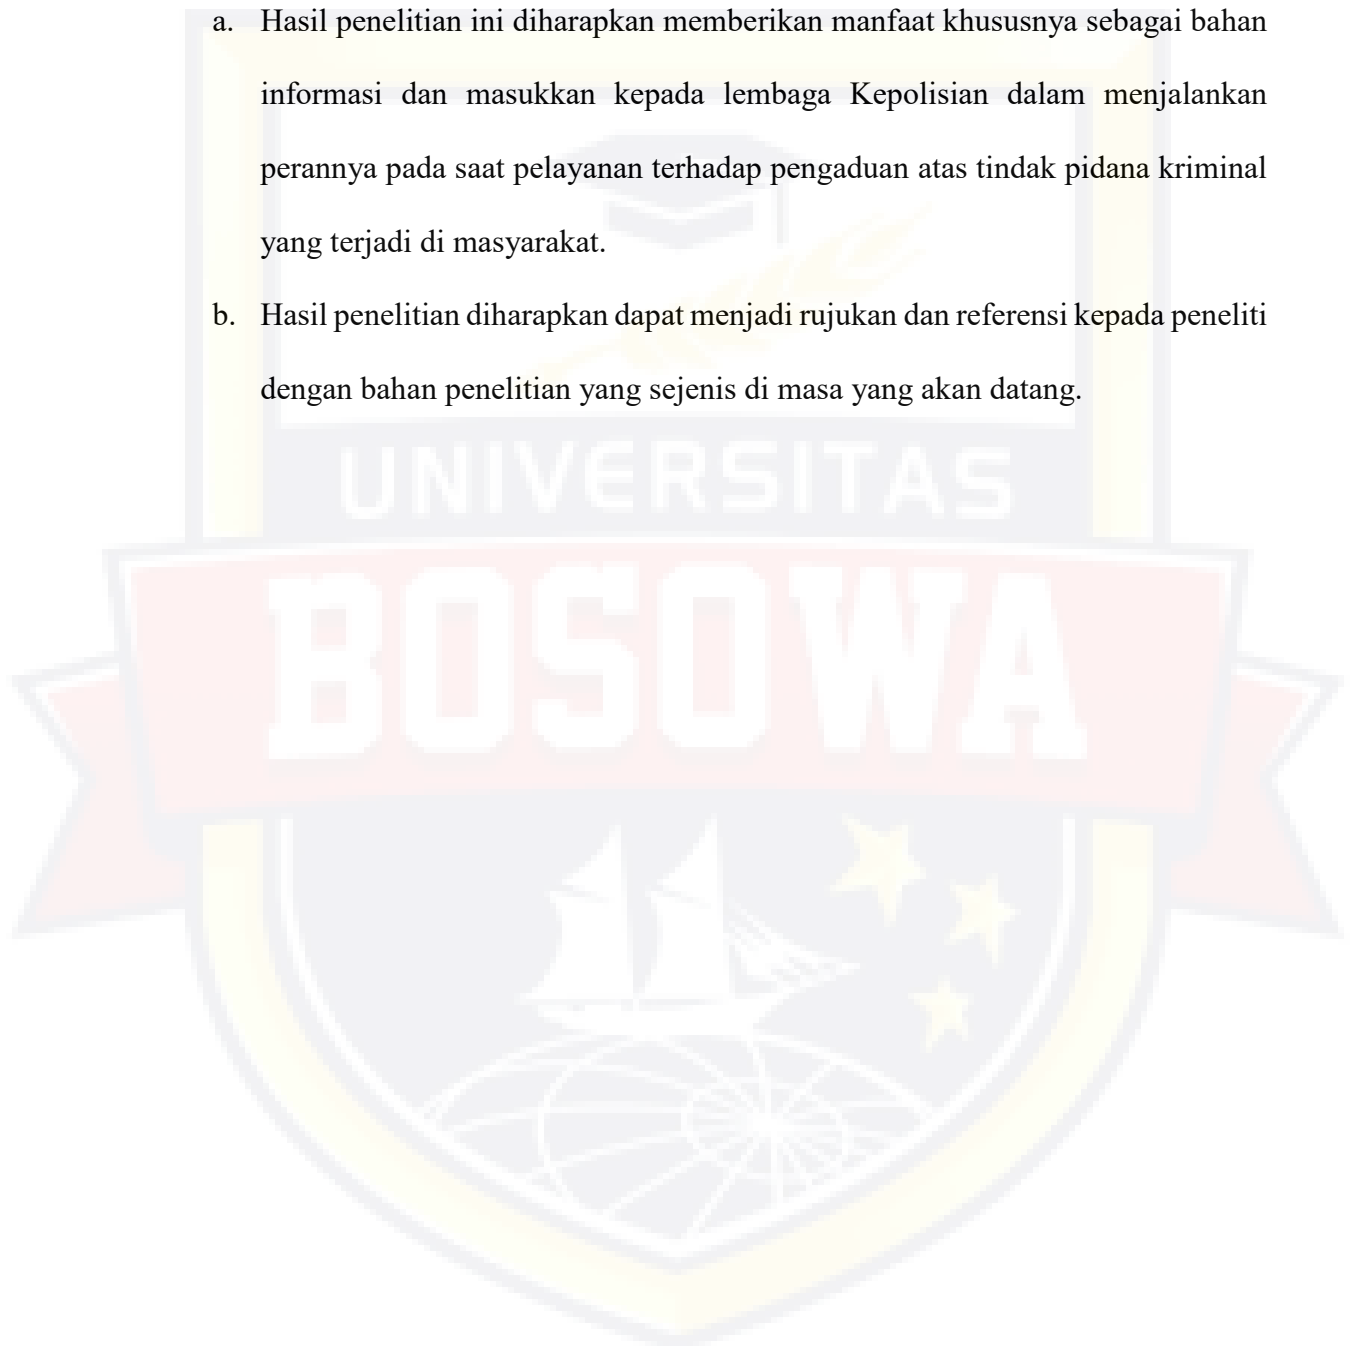 a. Hasil penelitian ini diharapkan memberikan manfaat khususnya sebagai bahan
informasi dan masukkan kepada lembaga Kepolisian dalam menjalankan
perannya pada saat pelayanan terhadap pengaduan atas tindak pidana kriminal
yang terjadi di masyarakat.
b. Hasil penelitian diharapkan dapat menjadi rujukan dan referensi kepada peneliti
dengan bahan penelitian yang sejenis di masa yang akan datang.
UNIVERSITAS
BOSOWA